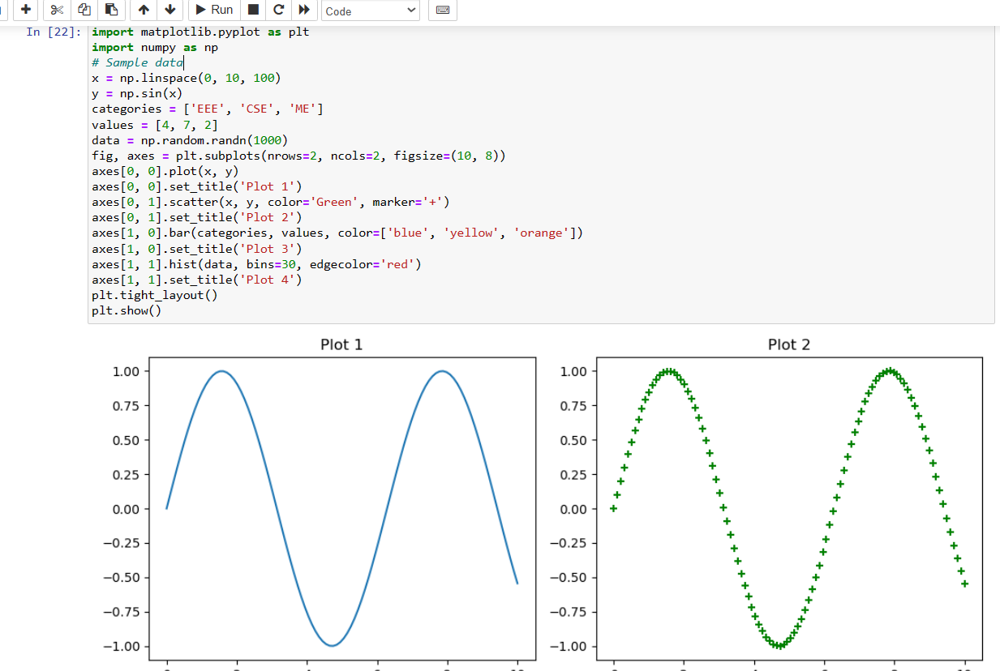 Run
Code
In [22]:
import matplotlib.pyplot as plt
import numpy as np
# Sample data
x = np.linspace(0, 10, 100)
y = np.sin(x)
categories = ['EEE', 'CSE', 'ME']
values = [4, 7, 2]
data = np.random.randn(1000)
fig, axes = plt.subplots(nrows=2, ncols=2, figsize=(10, 8))
axes[0, 0].plot(x, y)
axes[0, 0].set_title('Plot 1')
axes[0, 1].scatter(x, y, color='Green', marker='+')
axes[0, 1].set_title('Plot 2')
axes[1, 0].bar(categories, values, color=['blue', 'yellow', 'orange'])
axes[1, 0].set_title('Plot 3')
axes[1, 1].hist(data, bins=30, edgecolor='red')
axes[1, 1].set_title('Plot 4')
plt.tight_layout()
plt.show()
Plot 1
1.00
0.75
0.50
0.25
0.00
−0.25
−0.50
−0.75
−1.00
Plot 2
1.00
0.75
0.50
0.25
0.00
−0.25
−0.50
−0.75
−1.00